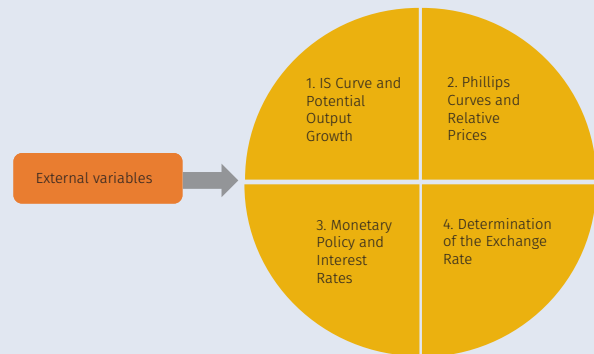 1. IS Curve and
Potential
Output
Growth
2. Phillips
Curves and
Relative
Prices
External variables
3. Monetary
Policy and
Interest
Rates
4. Determination
of the Exchange
Rate